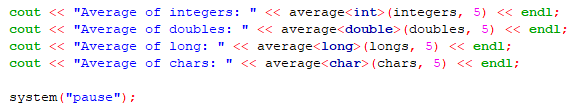 cout << "Average of integers: " << average<int>(integers, 5) << endl;
cout << "Average of doubles: " << average<double>(doubles, 5) << endl;
cout << "Average of long: " << average<long>(longs, 5) << endl;
cout << "Average of chars: " << average<char>(chars, 5) << endl;
system("pause");